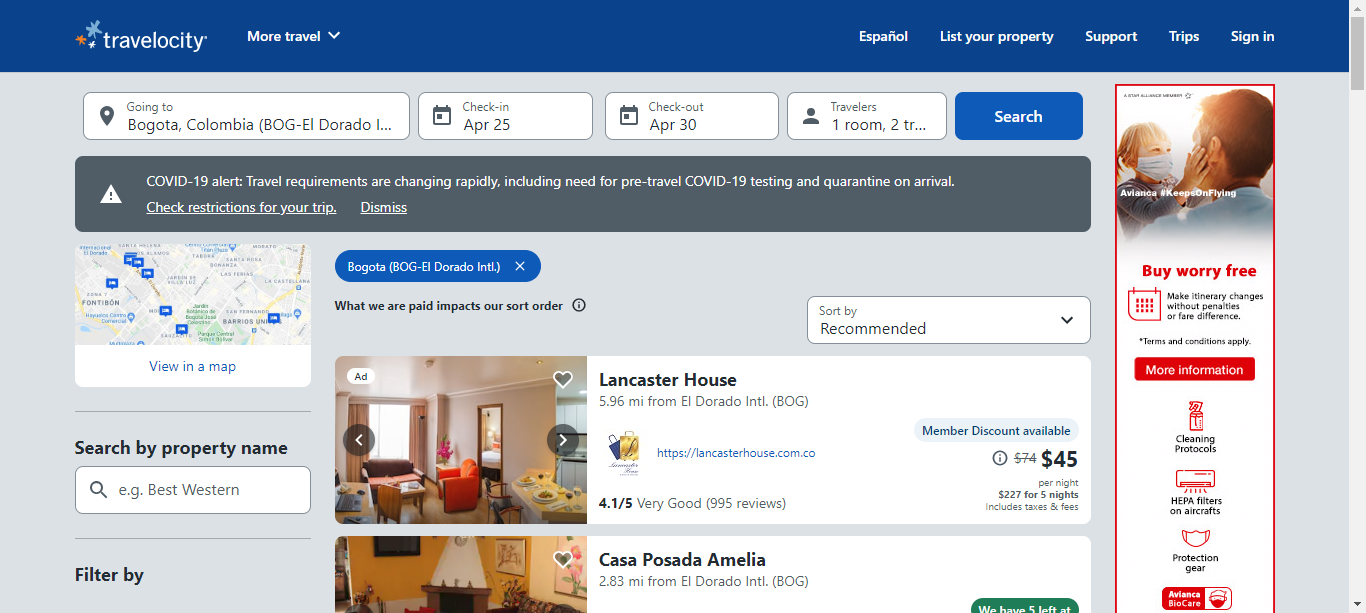 travelocity
More travel
Español
List your property
Support
Trips
Sign in
Going to
Bogota, Colombia (BOG-El Dorado I...
Check-in
Apr 25
Check-out
Apr 30
Travelers
1 room, 2 tr...
Search
COVID-19 alert: Travel requirements are changing rapidly, including need for pre-travel COVID-19 testing and quarantine on arrival.
Check restrictions for your trip.
Dismiss
FONTIBÓN
BARRIOS UN
View in a map
Search by property name
e.g. Best Western
Filter by
Bogota (BOG-El Dorado Intl.)
What we are paid impacts our sort order
Sort by
Recommended
Ad
Lancaster House
5.96 mi from El Dorado Intl. (BOG)
Lancaster
House
https://lancasterhouse.com.co
4.1/5 Very Good (995 reviews)
Member Discount available
$74 $45
per night
$227 for 5 nights
Includes taxes & fees
Casa Posada Amelia
2.83 mi from El Dorado Intl. (BOG)
We have 5 left at
A STAR ALLIANCE MEMBER
Avianca #KeepsOnFlying
Buy worry free
Make itinerary changes
without penalties
or fare difference.
*Terms and conditions apply.
More information
Cleaning
Protocols
HEPA filters
on aircrafts
Protection
gear
Avianca
BioCare